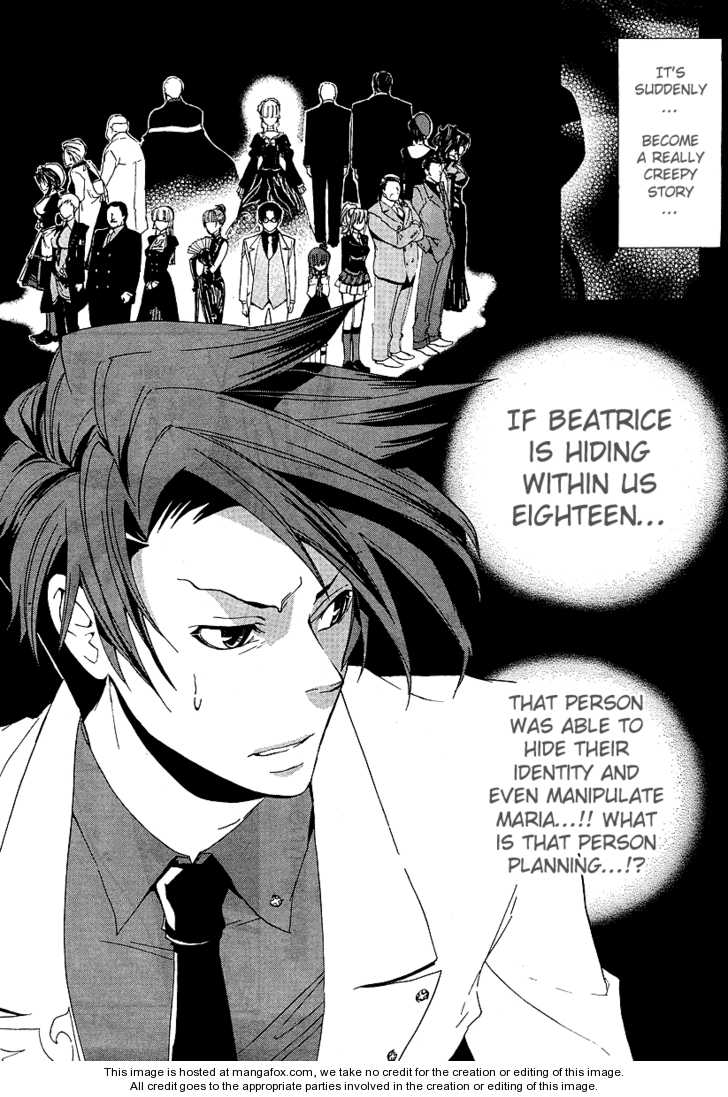 IT'S
SUDDENLY
...
BECOME
A REALLY
CREEPY
STORY
...
IF BEATRICE
IS HIDING
WITHIN US
EIGHTEEN...
THAT PERSON
WAS ABLE TO
HIDE THEIR
IDENTITY AND
EVEN MANIPULATE
MARIA...!! WHAT
IS THAT PERSON
PLANNING...!?
This image is hosted at mangafox.com, we take no credit for the creation or editing of this image.
All credit goes to the appropriate parties involved in the creation or editing of this image.